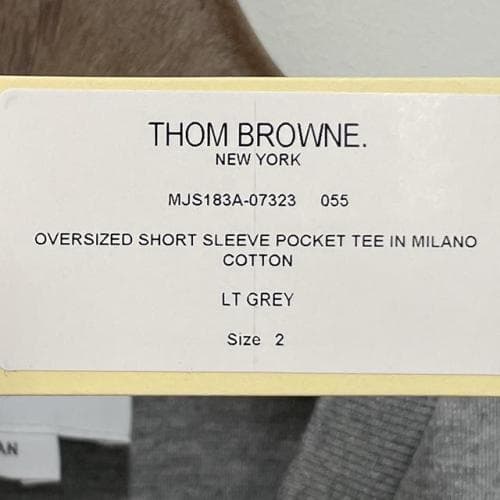 THOM BROWNE.
NEW YORK
MJS183A-07323 055
OVERSIZED SHORT SLEEVE POCKET TEE IN MILANO
COTTON
LT GREY
Size 2